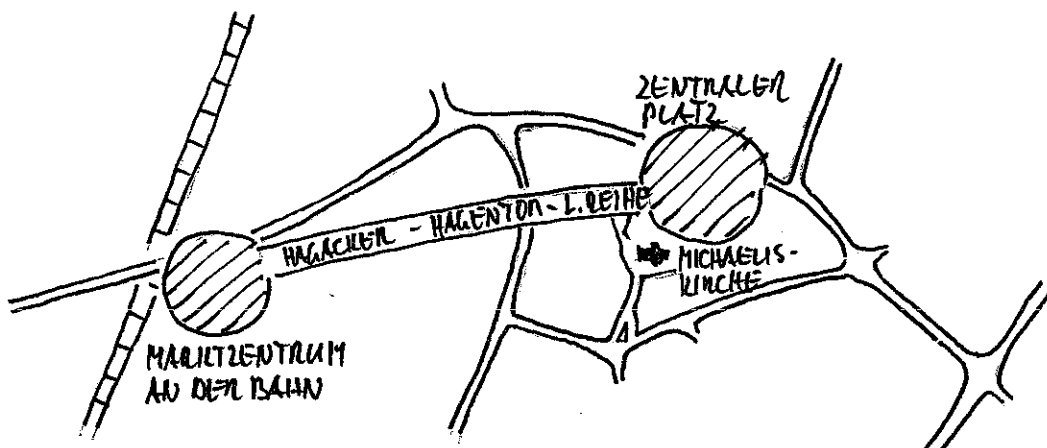 ZENTRALER
PLATZ
HAGACKER - HAGENTOR - L. REIHE
MICHAELIS-
KIRCHE
MARKTZENTRUM
AN DER BAHN